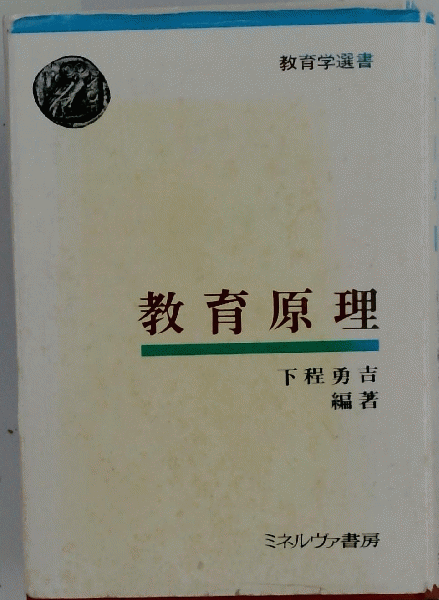 教育学選書
教育原理
下程勇吉
編著
ミネルヴァ書房